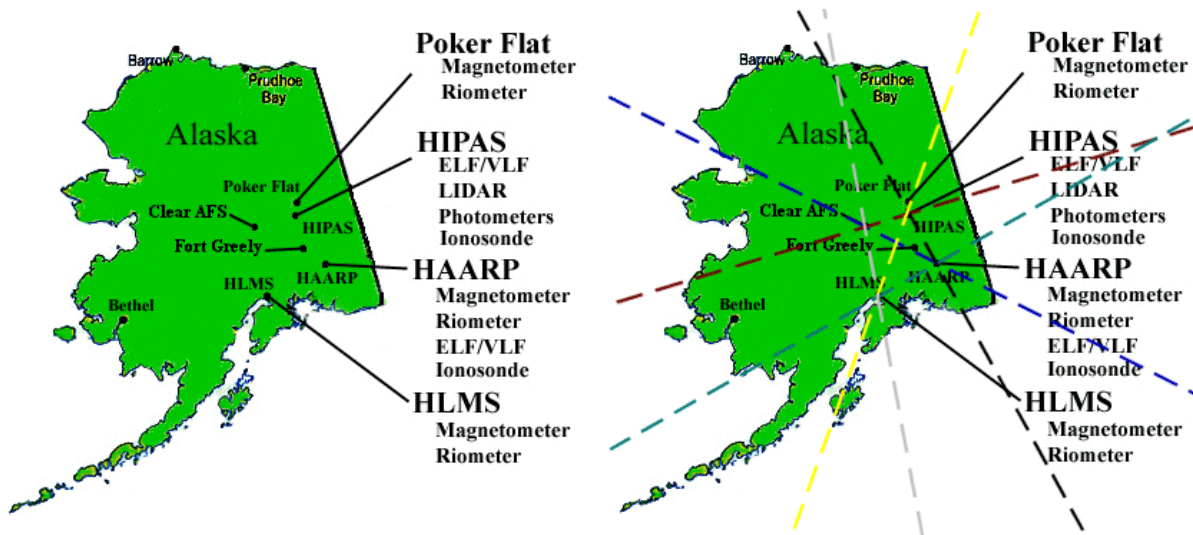 Poker Flat
Magnetometer
Riometer
Barrow
Prudhoe
Bay
Alaska
HIPAS
ELF/VLF
LIDAR
Photometers
Ionosonde
Poker Flat
Clear AFS
HIPAS
Fort Greely
HAARP
HAARP
Magnetometer
Riometer
ELF/VLF
Ionosonde
HLMS
Bethel
HLMS
Magnetometer
Riometer
Poker Flat
Magnetometer
Riometer
Barrow
Prudhoe
Bay
Alaska
HIPAS
ELF/VLF
LIDAR
Photometers
Ionosonde
Poker Flat
Clear AFS
HIPAS
Fort Greely
HAARP
HAARP
Magnetometer
Riometer
ELF/VLF
Ionosonde
HLMS
Bethel
HLMS
Magnetometer
Riometer